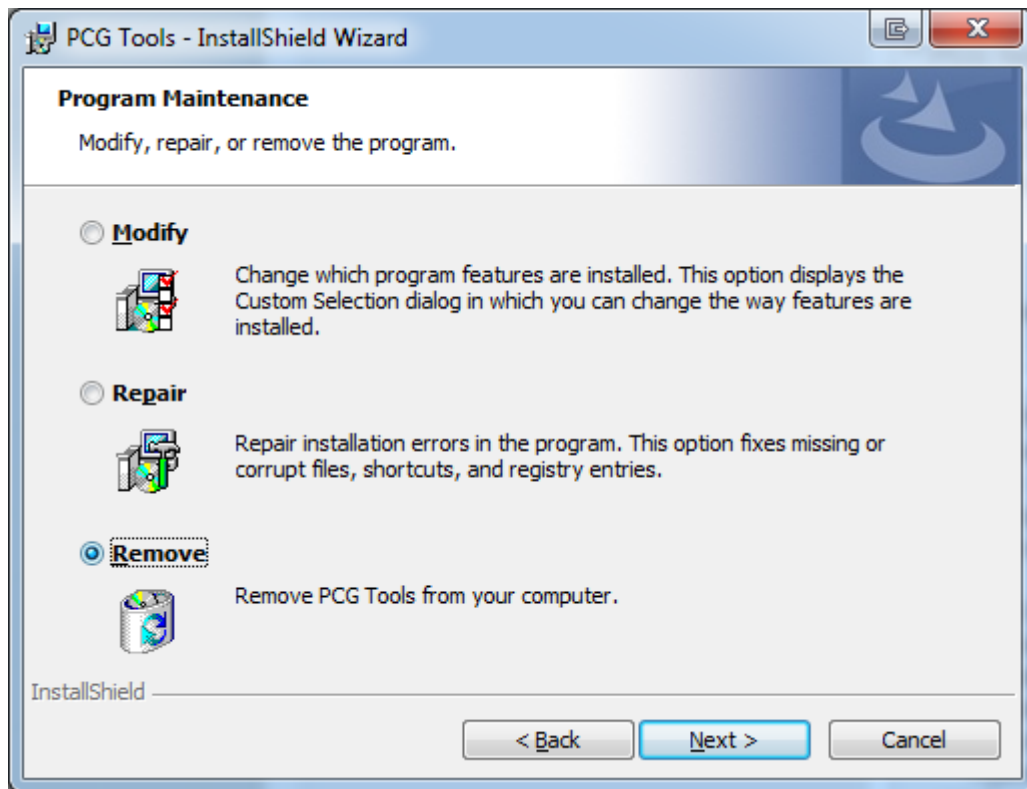 PCG Tools - InstallShield Wizard
Program Maintenance
Modify, repair, or remove the program.
Modify
Change which program features are installed. This option displays the
Custom Selection dialog in which you can change the way features are
installed.
Repair
Repair installation errors in the program. This option fixes missing or
corrupt files, shortcuts, and registry entries.
Remove
Remove PCG Tools from your computer.
InstallShield
< Back
Next >
Cancel